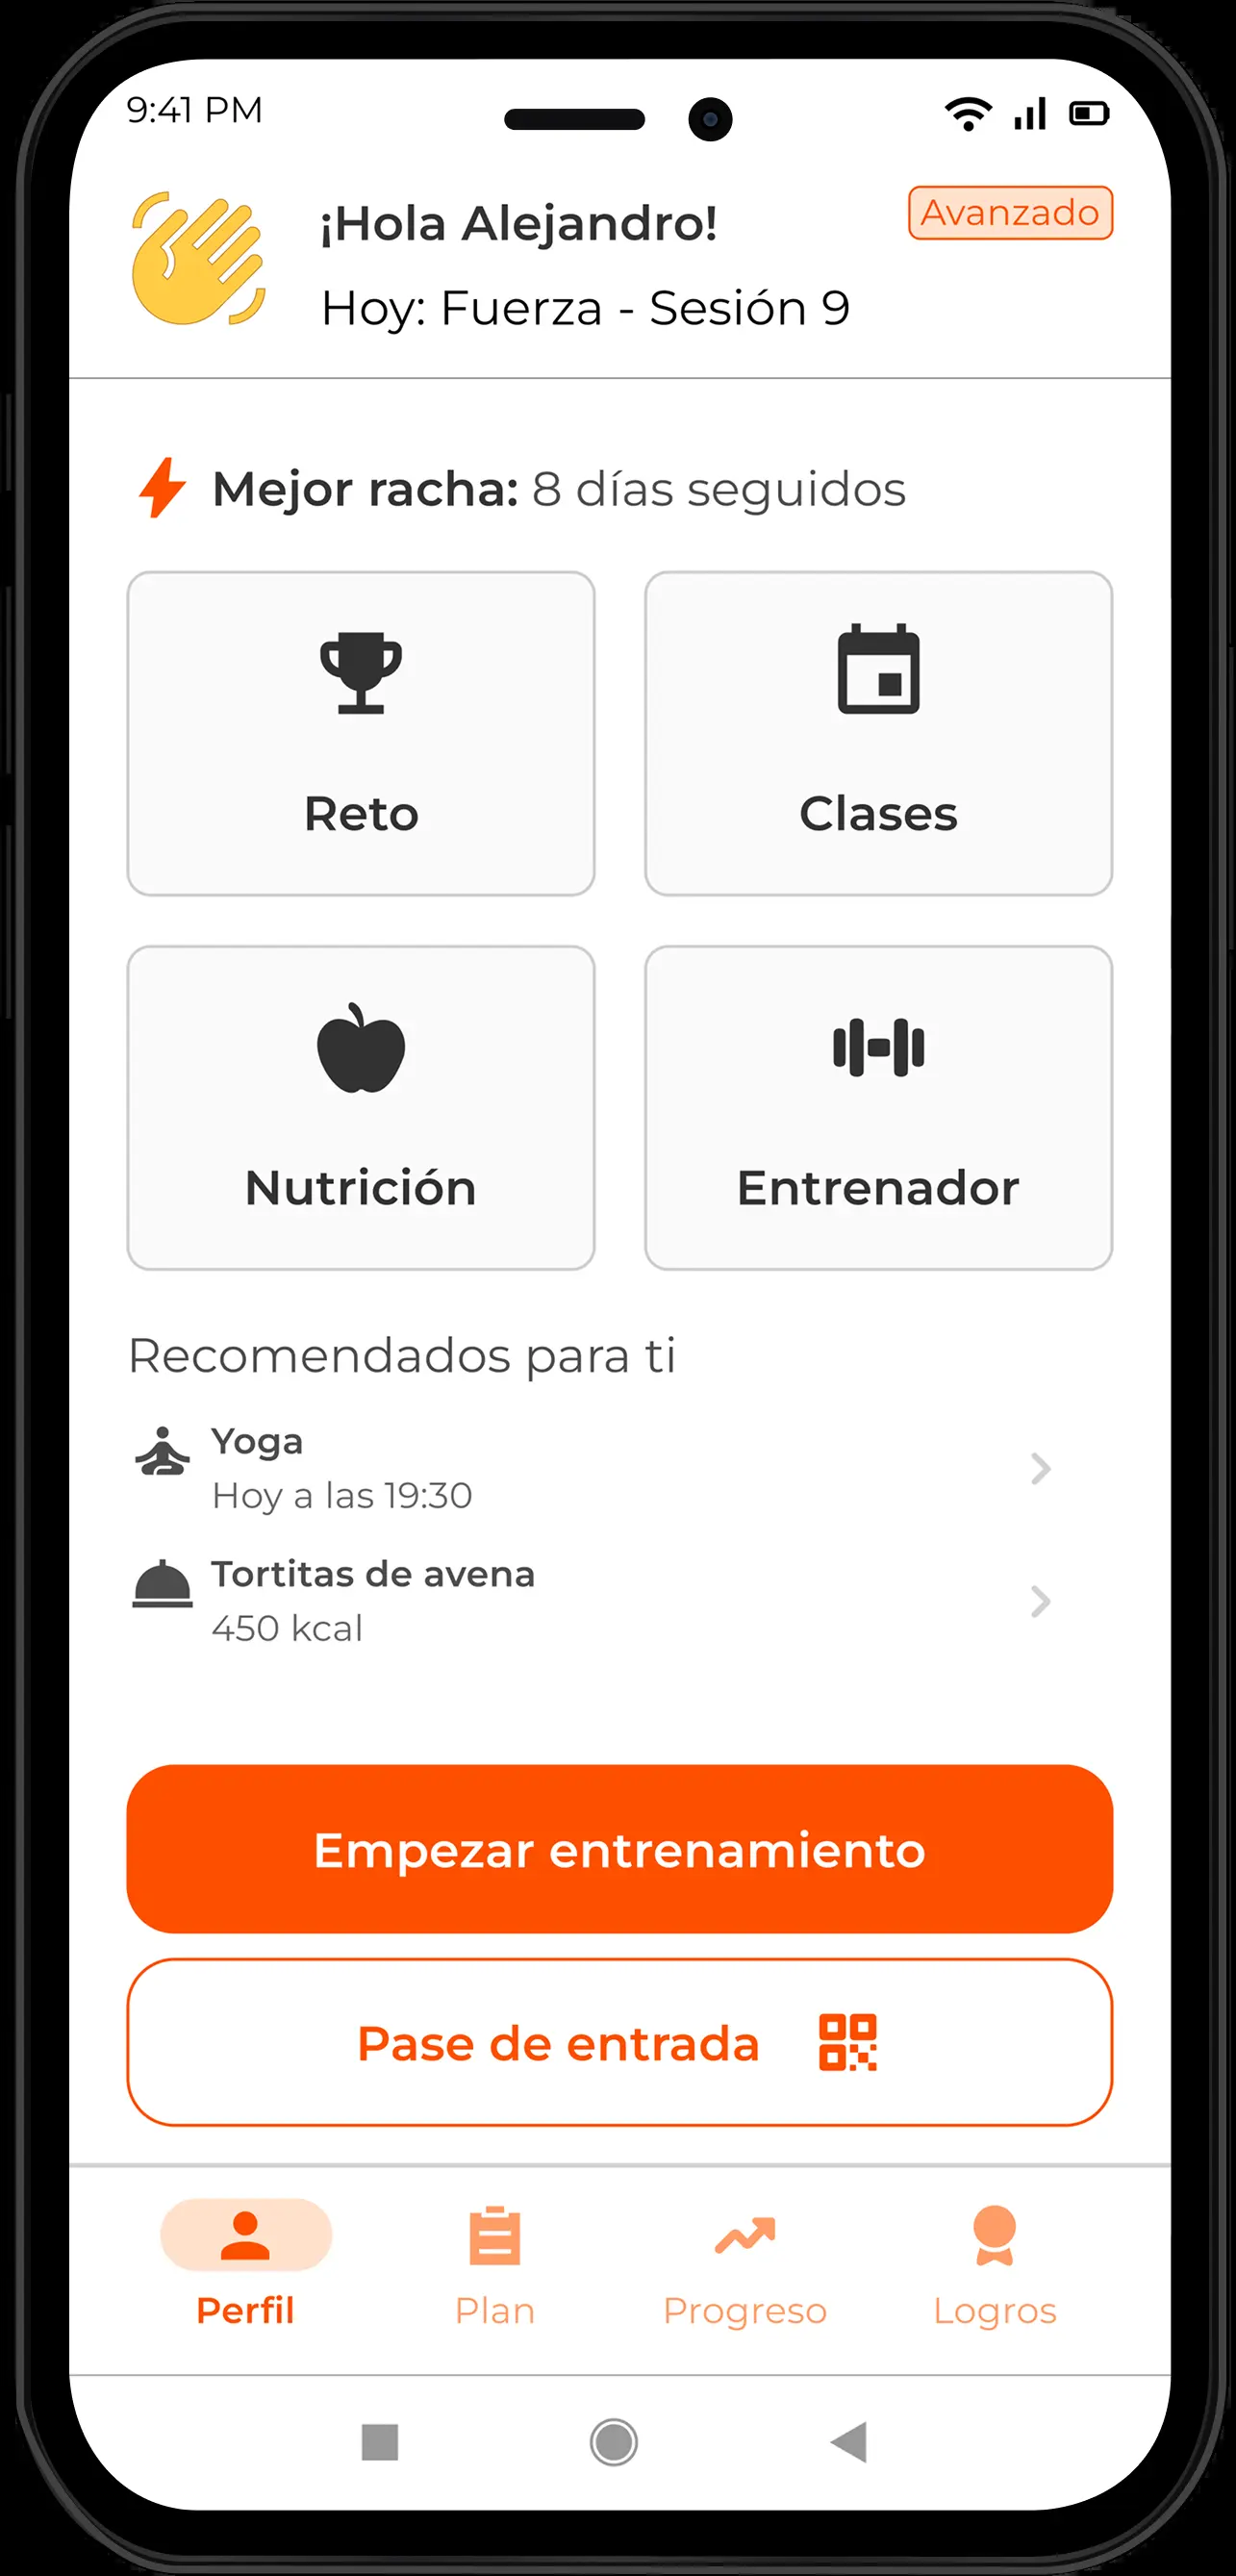 9:41 PM
¡Hola Alejandro!
Avanzado
Hoy: Fuerza - Sesión 9
Mejor racha: 8 días seguidos
Reto
Clases
Nutrición
Entrenador
Recomendados para ti
Yoga
Hoy a las 19:30
Tortitas de avena
450 kcal
Empezar entrenamiento
Pase de entrada
Perfil
Plan
Progreso
Logros